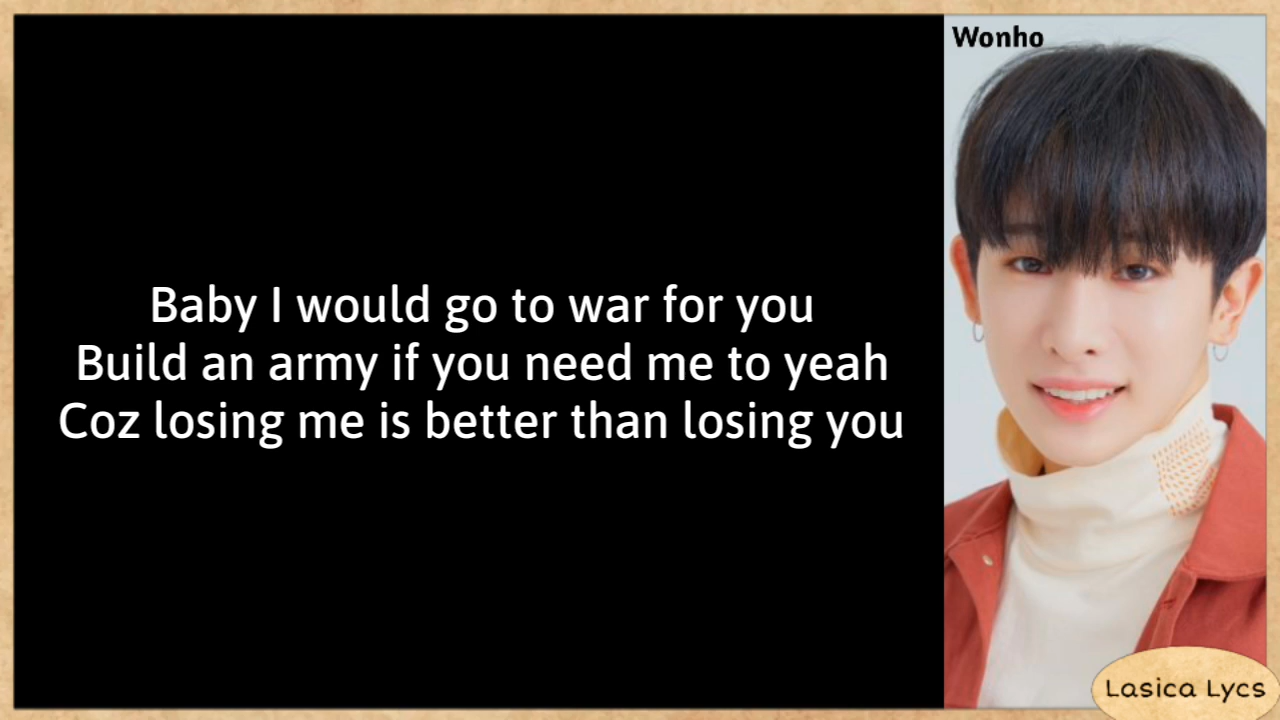 Wonho
Baby I would go to war for you
Build an army if you need me to yeah
Coz losing me is better than losing you
Lasica Lycs